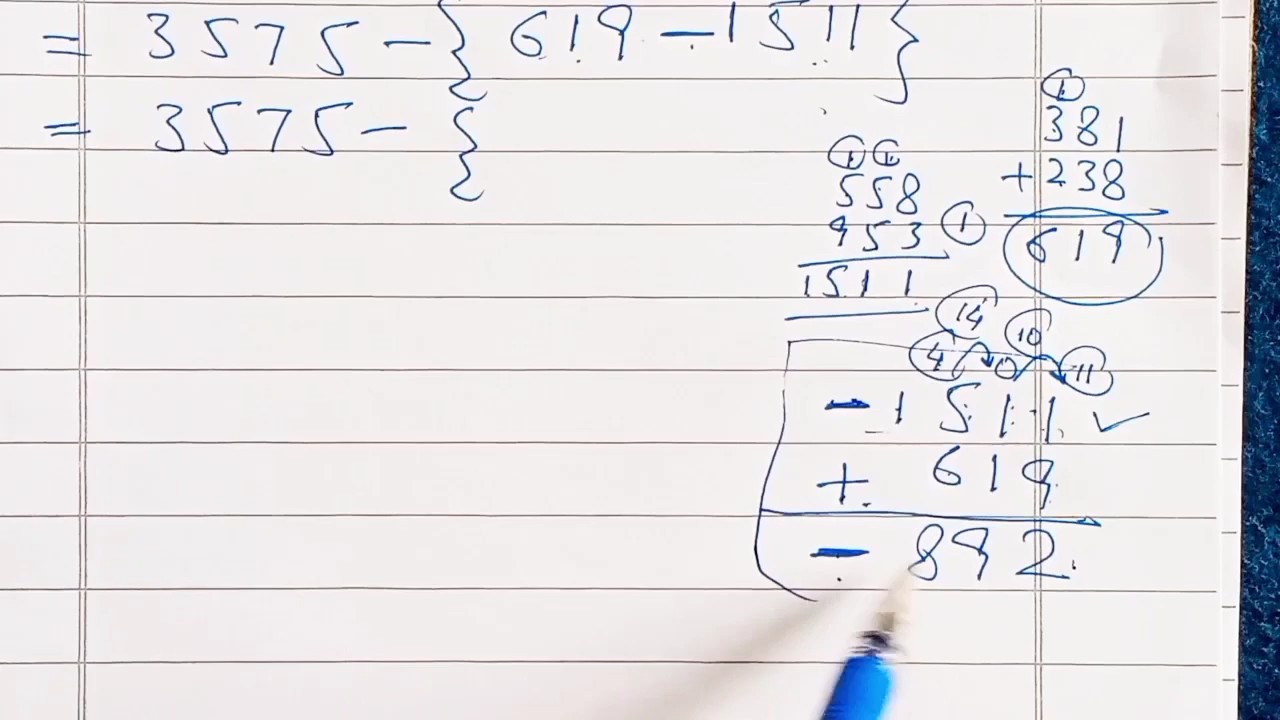 = 3575 - { 619 - 1511 }
= 3575 - {
①
381
+ 238
619
① ①
558
953 ①
1511
14
4 0 10 11
- 1511 ✓
+ 619
- 892